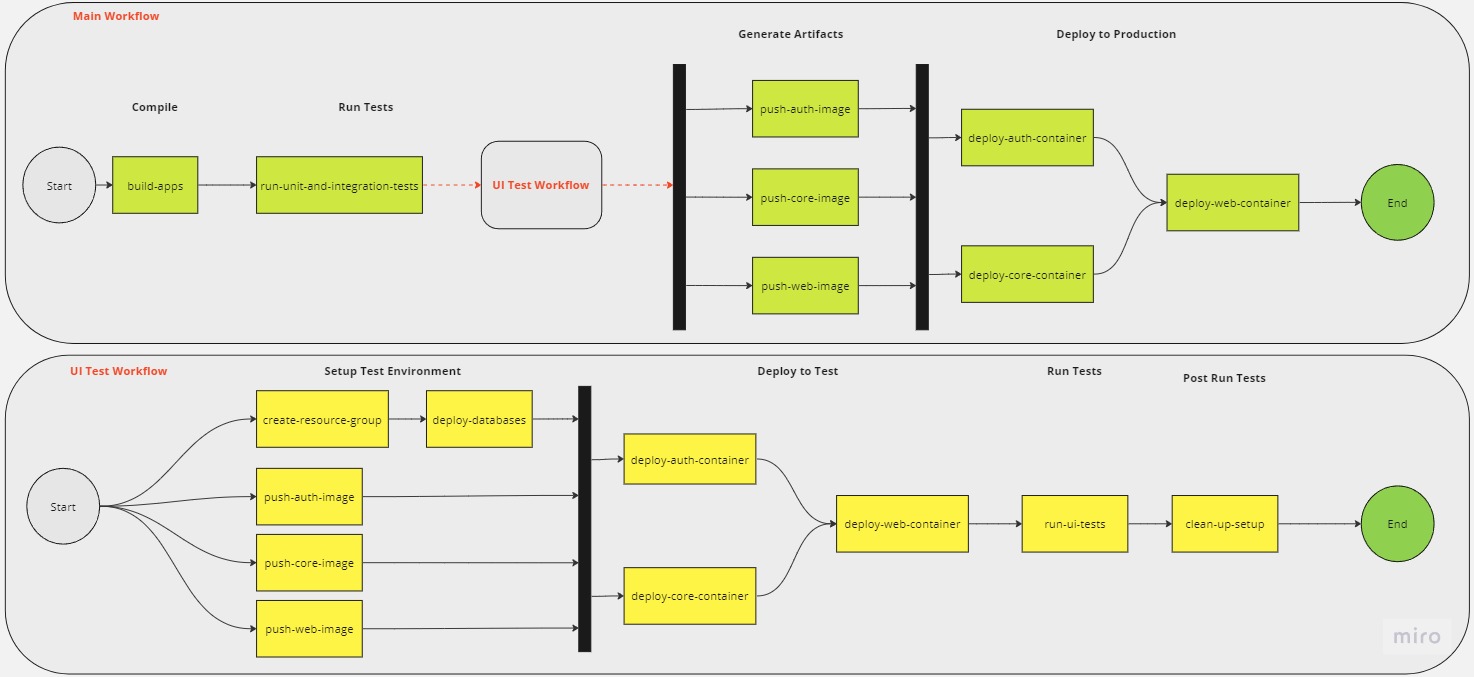 Main Workflow
Generate Artifacts
Deploy to Production
Compile
Run Tests
Start
build-apps
run-unit-and-integration-tests
UI Test Workflow
push-auth-image
push-core-image
push-web-image
deploy-auth-container
deploy-core-container
deploy-web-container
End
UI Test Workflow
Setup Test Environment
Deploy to Test
Run Tests
Post Run Tests
Start
create-resource-group
deploy-databases
push-auth-image
push-core-image
push-web-image
deploy-auth-container
deploy-core-container
deploy-web-container
run-ui-tests
clean-up-setup
End
miro